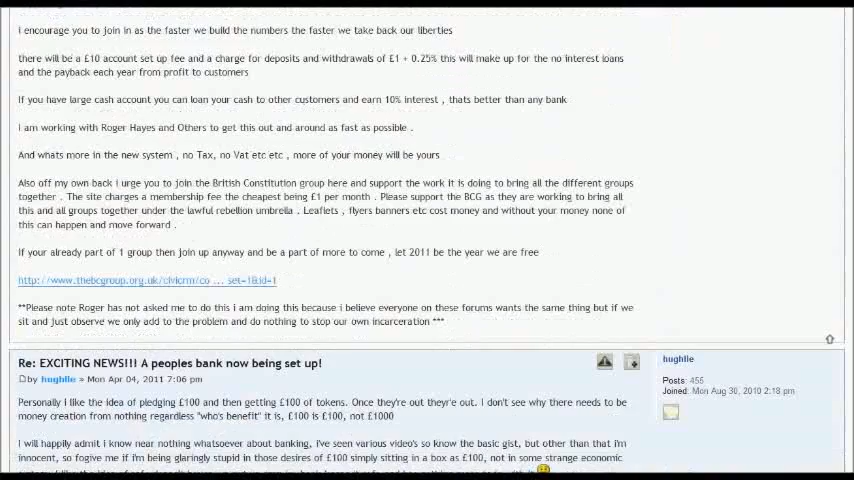 I encourage you to join in as the faster we build the numbers the faster we take back our liberties
there will be a £10 account set up fee and a charge for deposits and withdrawals of £1 + 0.25% this will make up for the no interest loans
and the payback each year from profit to customers
If you have large cash account you can loan your cash to other customers and earn 10% interest , thats better than any bank
I am working with Roger Hayes and Others to get this out and around as fast as possible .
And whats more in the new system , no Tax, no Vat etc etc , more of your money will be yours
Also off my own back i urge you to join the British Constitution group here and support the work it is doing to bring all the different groups
together . The site charges a membership fee the cheapest being £1 per month . Please support the BCG as they are working to bring all
this and all groups together under the lawful rebellion umbrella . Leaflets , flyers banners etc cost money and without your money none of
this can happen and move forward .
If your already part of 1 group then join up anyway and be a part of more to come , let 2011 be the year we are free
http://www.thebcgroup.org.uk/civicrm/co ... set=1&id=1
**Please note Roger has not asked me to do this i am doing this because i believe everyone on these forums wants the same thing but if we
sit and just observe we only add to the problem and do nothing to stop our own incarceration ***
Re: EXCITING NEWS!!! A peoples bank now being set up!
by hughlle » Mon Apr 04, 2011 7:06 pm
hughlle
Posts: 455
Joined: Mon Aug 30, 2010 2:18 pm
Personally I like the idea of pledging £100 and then getting £100 of tokens. Once they're out theyr'e out. I don't see why there needs to be
money creation from nothing regardless "who's benefit" it is, £100 is £100, not £1000
I will happily admit i know near nothing whatsoever about banking, i've seen various video's so know the basic gist, but other than that i'm
innocent, so fogive me if i'm being glaringly stupid in those desires of £100 simply sitting in a box as £100, not in some strange economic